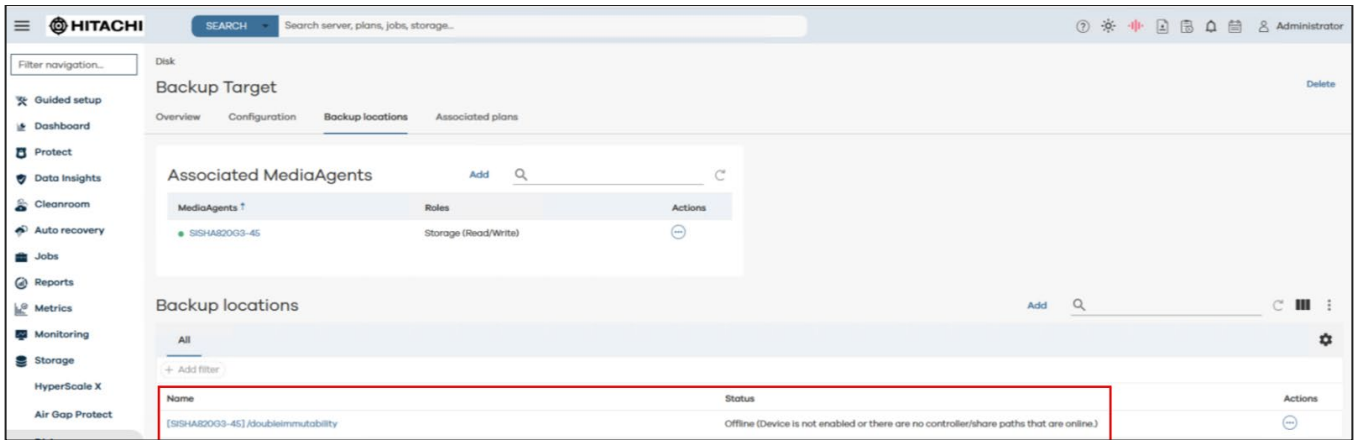 HITACHI
SEARCH
Search server, plans, jobs, storage...
Administrator
Filter navigation...
Guided setup
Dashboard
Protect
Data Insights
Cleanroom
Auto recovery
Jobs
Reports
Metrics
Monitoring
Storage
HyperScale X
Air Gap Protect
Disk
Backup Target
Delete
Overview Configuration Backup locations Associated plans
Associated MediaAgents Add
MediaAgents ↑ Roles Actions
SISHA820G3-45 Storage (Read/Write)
Backup locations Add
All
+ Add filter
Name Status Actions
[SISHA820G3-45] /doubleimmutability Offline (Device is not enabled or there are no controller/share paths that are online.)